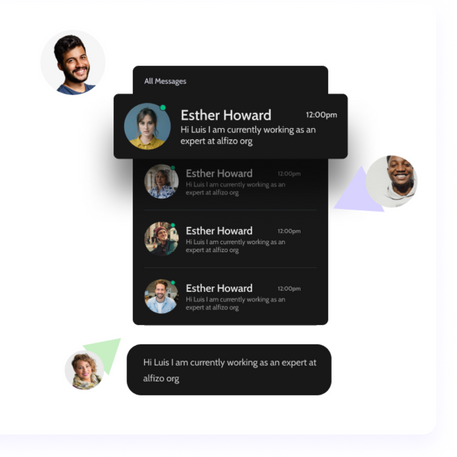 All Messages
Esther Howard 12:00pm
Hi Luis I am currently working as an
expert at alfizo org
Esther Howard 12:00pm
Hi Luis I am currently working as an
expert at alfizo org
Esther Howard 12:00pm
Hi Luis I am currently working as an
expert at alfizo org
Esther Howard 12:00pm
Hi Luis I am currently working as an
expert at alfizo org
Hi Luis I am currently working as an expert at
alfizo org